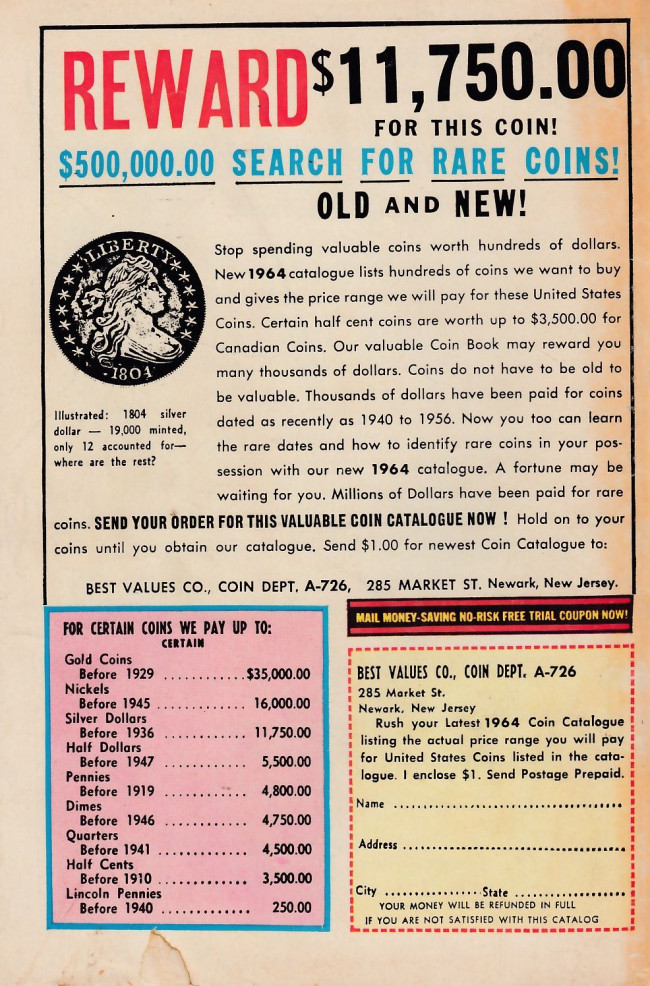 REWARD $11,750.00
FOR THIS COIN!
$500,000.00 SEARCH FOR RARE COINS!
OLD AND NEW!
LIBERTY
1804
Illustrated: 1804 silver
dollar — 19,000 minted,
only 12 accounted for—
where are the rest?
Stop spending valuable coins worth hundreds of dollars.
New 1964 catalogue lists hundreds of coins we want to buy
and gives the price range we will pay for these United States
Coins. Certain half cent coins are worth up to $3,500.00 for
Canadian Coins. Our valuable Coin Book may reward you
many thousands of dollars. Coins do not have to be old to
be valuable. Thousands of dollars have been paid for coins
dated as recently as 1940 to 1956. Now you too can learn
the rare dates and how to identify rare coins in your pos-
session with our new 1964 catalogue. A fortune may be
waiting for you. Millions of Dollars have been paid for rare
coins. SEND YOUR ORDER FOR THIS VALUABLE COIN CATALOGUE NOW ! Hold on to your
coins until you obtain our catalogue. Send $1.00 for newest Coin Catalogue to:
BEST VALUES CO., COIN DEPT. A-726, 285 MARKET ST. Newark, New Jersey.
FOR CERTAIN COINS WE PAY UP TO:
CERTAIN
Gold Coins
Before 1929 ............$35,000.00
Nickels
Before 1945 ............ 16,000.00
Silver Dollars
Before 1936 ............ 11,750.00
Half Dollars
Before 1947 ............ 5,500.00
Pennies
Before 1919 ............ 4,800.00
Dimes
Before 1946 ............ 4,750.00
Quarters
Before 1941 ............ 4,500.00
Half Cents
Before 1910 ............ 3,500.00
Lincoln Pennies
Before 1940 ............ 250.00
MAIL MONEY-SAVING NO-RISK FREE TRIAL COUPON NOW!
BEST VALUES CO., COIN DEPT. A-726
285 Market St.
Newark, New Jersey
Rush your Latest 1964 Coin Catalogue
listing the actual price range you will pay
for United States Coins listed in the cata-
logue. I enclose $1. Send Postage Prepaid.
Name ........................................
Address ........................................
City ................ State ....................
YOUR MONEY WILL BE REFUNDED IN FULL
IF YOU ARE NOT SATISFIED WITH THIS CATALOG